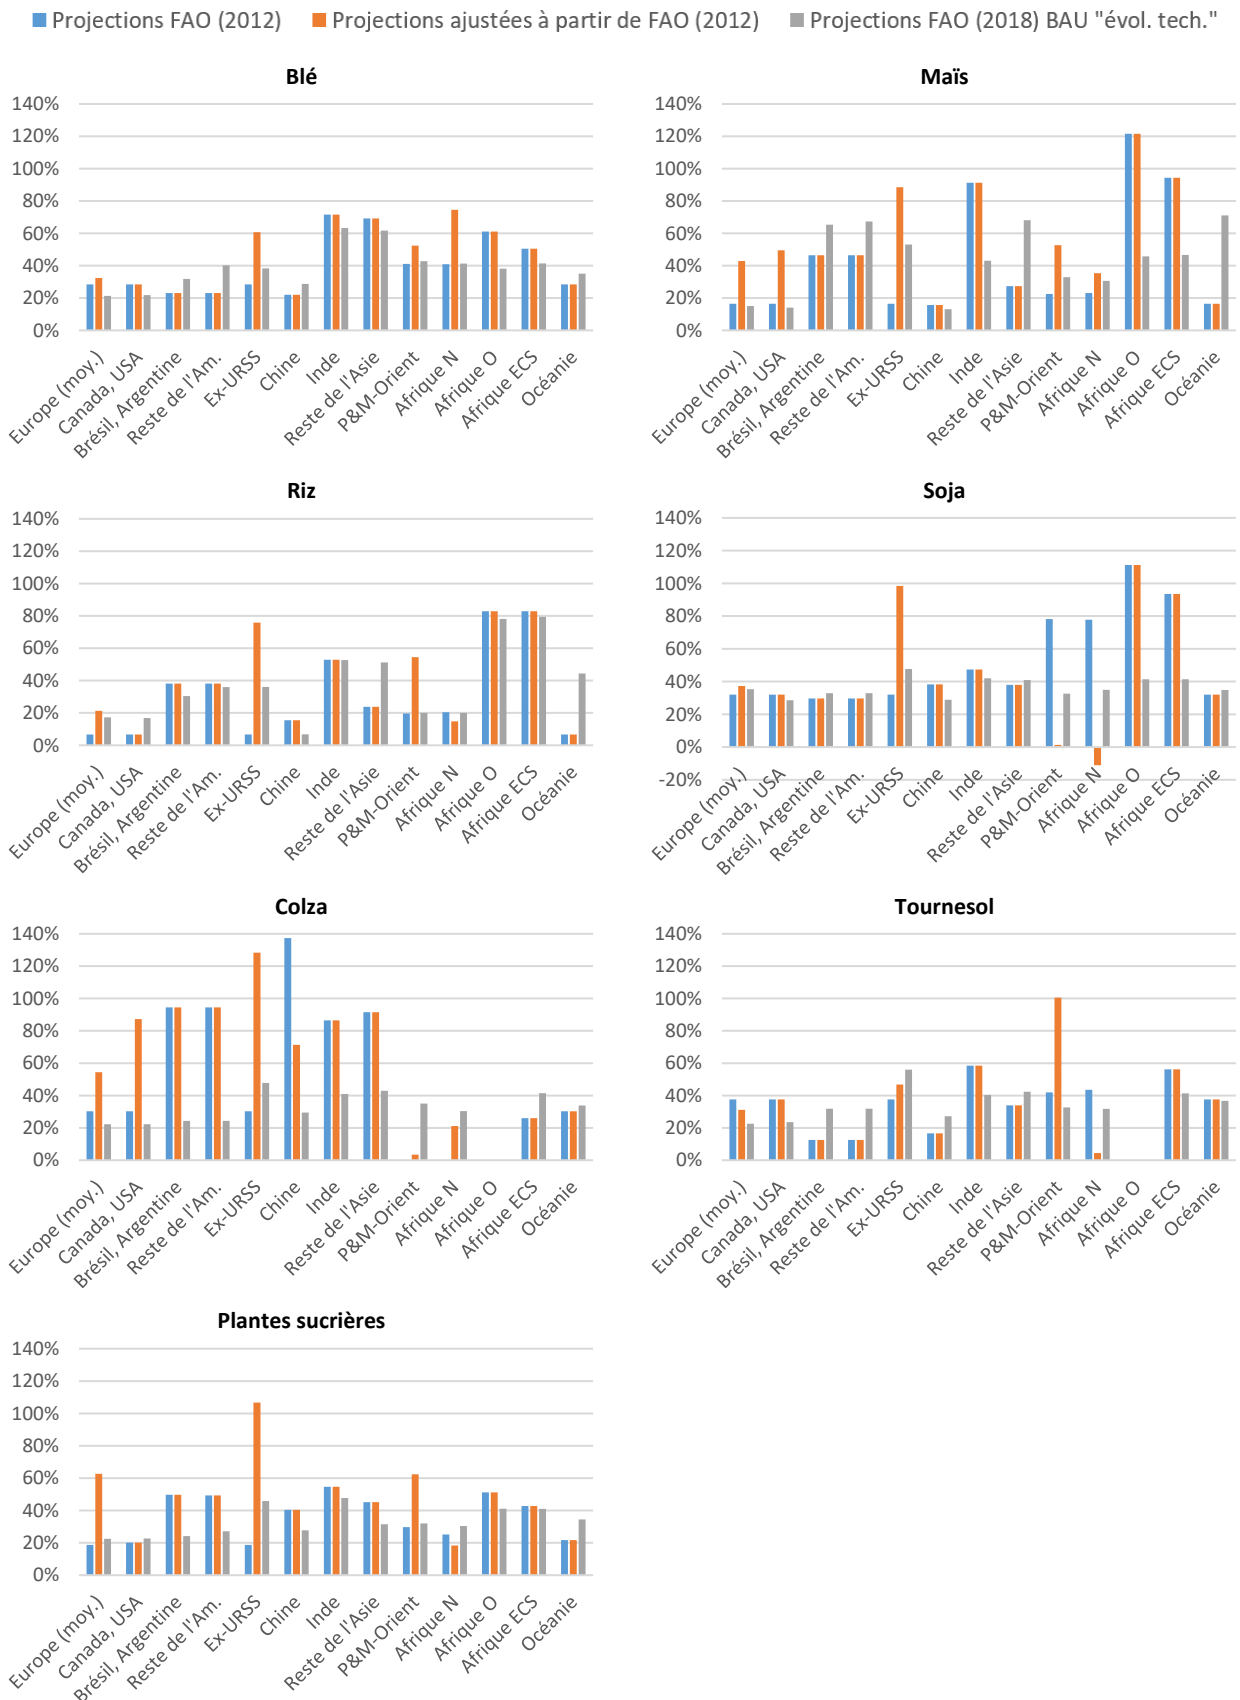 Projections FAO (2012) Projections ajustées à partir de FAO (2012) Projections FAO (2018) BAU "évol. tech."
Blé
140%
120%
100%
80%
60%
40%
20%
0%
Europe (moy.)
Canada, USA
Brésil, Argentine
Reste de l'Am.
Ex-URSS
Chine
Inde
Reste de l'Asie
P&M-Orient
Afrique N
Afrique O
Afrique ECS
Océanie
Maïs
140%
120%
100%
80%
60%
40%
20%
0%
Europe (moy.)
Canada, USA
Brésil, Argentine
Reste de l'Am.
Ex-URSS
Chine
Inde
Reste de l'Asie
P&M-Orient
Afrique N
Afrique O
Afrique ECS
Océanie
Riz
140%
120%
100%
80%
60%
40%
20%
0%
Europe (moy.)
Canada, USA
Brésil, Argentine
Reste de l'Am.
Ex-URSS
Chine
Inde
Reste de l'Asie
P&M-Orient
Afrique N
Afrique O
Afrique ECS
Océanie
Soja
140%
120%
100%
80%
60%
40%
20%
0%
-20%
Europe (moy.)
Canada, USA
Brésil, Argentine
Reste de l'Am.
Ex-URSS
Chine
Inde
Reste de l'Asie
P&M-Orient
Afrique N
Afrique O
Afrique ECS
Océanie
Colza
140%
120%
100%
80%
60%
40%
20%
0%
Europe (moy.)
Canada, USA
Brésil, Argentine
Reste de l'Am.
Ex-URSS
Chine
Inde
Reste de l'Asie
P&M-Orient
Afrique N
Afrique O
Afrique ECS
Océanie
Tournesol
140%
120%
100%
80%
60%
40%
20%
0%
Europe (moy.)
Canada, USA
Brésil, Argentine
Reste de l'Am.
Ex-URSS
Chine
Inde
Reste de l'Asie
P&M-Orient
Afrique N
Afrique O
Afrique ECS
Océanie
Plantes sucrières
140%
120%
100%
80%
60%
40%
20%
0%
Europe (moy.)
Canada, USA
Brésil, Argentine
Reste de l'Am.
Ex-URSS
Chine
Inde
Reste de l'Asie
P&M-Orient
Afrique N
Afrique O
Afrique ECS
Océanie